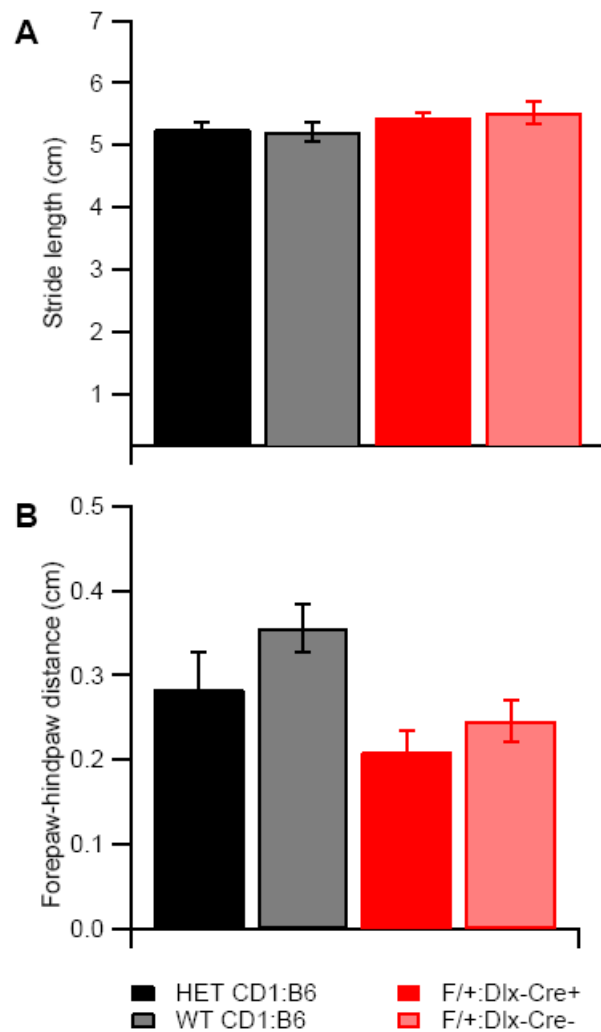 A
Stride length (cm)
7
6
5
4
3
2
1
B
Forepaw-hindpaw distance (cm)
0.5
0.4
0.3
0.2
0.1
0.0
HET CD1:B6
F/+:Dlx-Cre+
WT CD1:B6
F/+:Dlx-Cre-